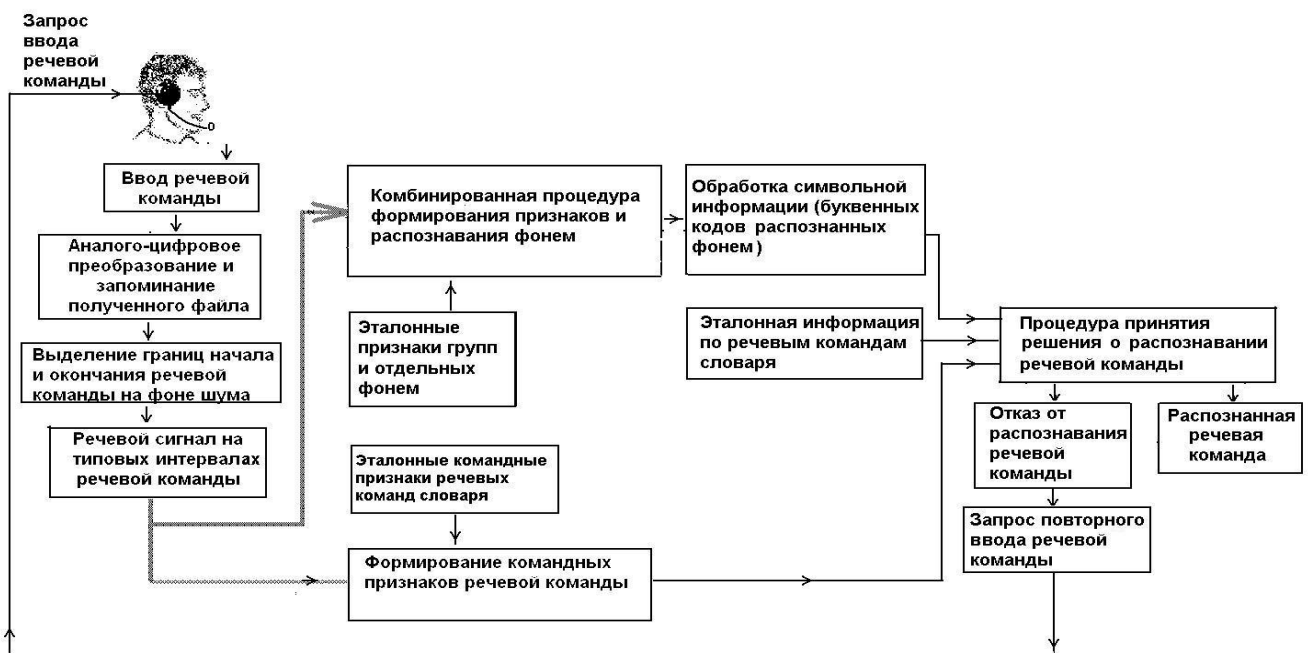 Запрос
ввода
речевой
команды
Ввод речевой
команды
Аналого-цифровое
преобразование и
запоминание
полученного файла
Выделение границ начала
и окончания речевой
команды на фоне шума
Речевой сигнал на
типовых интервалах
речевой команды
Комбинированная процедура
формирования признаков и
распознавания фонем
Эталонные
признаки групп
и отдельных
фонем
Эталонные командные
признаки речевых
команд словаря
Формирование командных
признаков речевой команды
Обработка символьной
информации (буквенных
кодов распознанных
фонем)
Эталонная информация
по речевым командам
словаря
Процедура принятия
решения о распознавании
речевой команды
Отказ от
распознавания
речевой
команды
Распознанная
речевая
команда
Запрос повторного
ввода речевой
команды